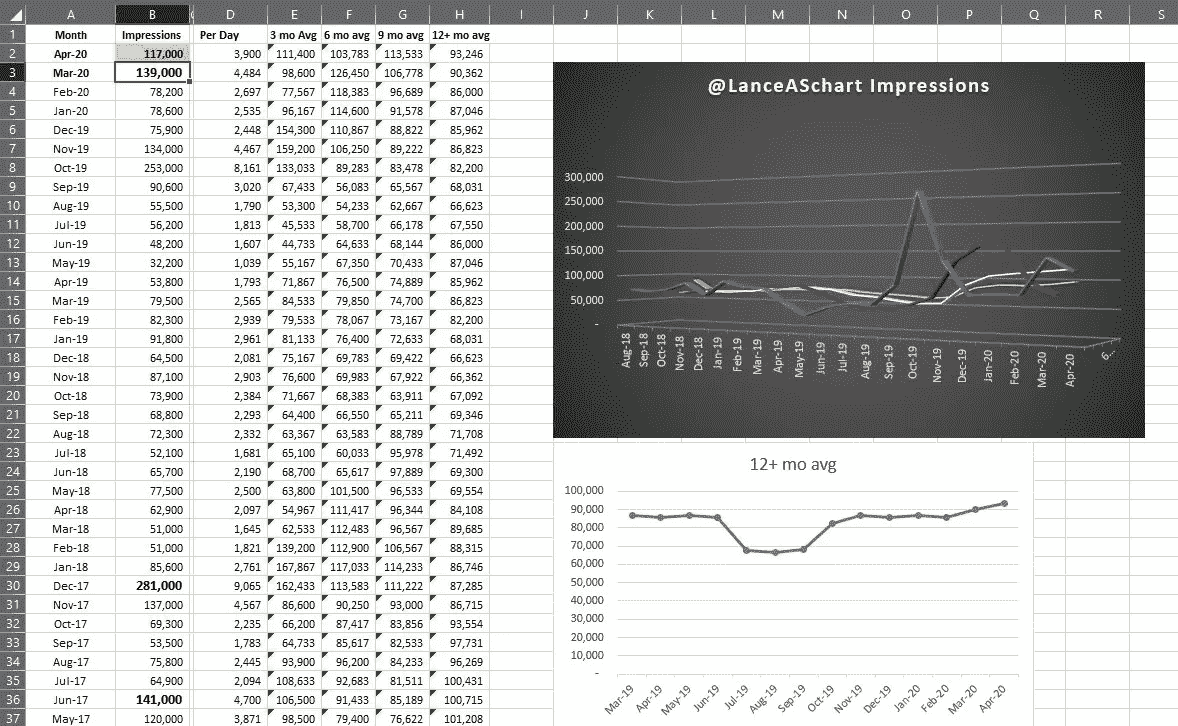 A B C D E F G H I J K L M N O P Q R S
1 Month Impressions Per Day 3 mo Avg 6 mo avg 9 mo avg 12+ mo avg
2 Apr-20 117,000 3,900 111,400 103,783 113,533 93,246
3 Mar-20 139,000 4,484 98,600 126,450 106,778 90,362
4 Feb-20 78,200 2,697 77,567 118,383 96,689 86,000
5 Jan-20 78,600 2,535 96,167 114,600 91,578 87,046
6 Dec-19 75,900 2,448 154,300 110,867 88,822 85,962
7 Nov-19 134,000 4,467 159,200 106,250 89,222 86,823
8 Oct-19 253,000 8,161 133,033 89,283 83,478 82,200
9 Sep-19 90,600 3,020 67,433 56,083 65,567 68,031
10 Aug-19 55,500 1,790 53,300 54,233 62,667 66,623
11 Jul-19 56,200 1,813 45,533 58,700 66,178 67,550
12 Jun-19 48,200 1,607 44,733 64,633 68,144 86,000
13 May-19 32,200 1,039 55,167 67,350 70,433 87,046
14 Apr-19 53,800 1,793 71,867 76,500 74,889 85,962
15 Mar-19 79,500 2,565 84,533 79,850 74,700 86,823
16 Feb-19 82,300 2,939 79,533 78,067 73,167 82,200
17 Jan-19 91,800 2,961 81,133 76,400 72,633 68,031
18 Dec-18 64,500 2,081 75,167 69,783 69,422 66,623
19 Nov-18 87,100 2,903 76,600 69,983 67,922 66,362
20 Oct-18 73,900 2,384 71,667 68,383 63,911 67,092
21 Sep-18 68,800 2,293 64,400 66,550 65,211 69,346
22 Aug-18 72,300 2,332 63,367 63,583 88,789 71,708
23 Jul-18 52,100 1,681 65,100 60,033 95,978 71,492
24 Jun-18 65,700 2,190 68,700 65,617 97,889 69,300
25 May-18 77,500 2,500 63,800 101,500 96,533 69,554
26 Apr-18 62,900 2,097 54,967 111,417 96,344 84,108
27 Mar-18 51,000 1,645 62,533 112,483 96,567 89,685
28 Feb-18 51,000 1,821 139,200 112,900 106,567 88,315
29 Jan-18 85,600 2,761 167,867 117,033 114,233 86,746
30 Dec-17 281,000 9,065 162,433 113,583 111,222 87,285
31 Nov-17 137,000 4,567 86,600 90,250 93,000 86,715
32 Oct-17 69,300 2,235 66,200 87,417 83,856 93,554
33 Sep-17 53,500 1,783 64,733 85,617 82,533 97,731
34 Aug-17 75,800 2,445 93,900 96,200 84,233 96,269
35 Jul-17 64,900 2,094 108,633 92,683 81,511 100,431
36 Jun-17 141,000 4,700 106,500 91,433 85,189 100,715
37 May-17 120,000 3,871 98,500 79,400 76,622 101,208
@LanceASchart Impressions
300,000
250,000
200,000
150,000
100,000
50,000
-
Aug-18 Sep-18 Oct-18 Nov-18 Dec-18 Jan-19 Feb-19 Mar-19 Apr-19 May-19 Jun-19 Jul-19 Aug-19 Sep-19 Oct-19 Nov-19 Dec-19 Jan-20 Feb-20 Mar-20 Apr-20 6...
12+ mo avg
100,000
90,000
80,000
70,000
60,000
50,000
40,000
30,000
20,000
10,000
-
Mar-19 Apr-19 May-19 Jun-19 Jul-19 Aug-19 Sep-19 Oct-19 Nov-19 Dec-19 Jan-20 Feb-20 Mar-20 Apr-20